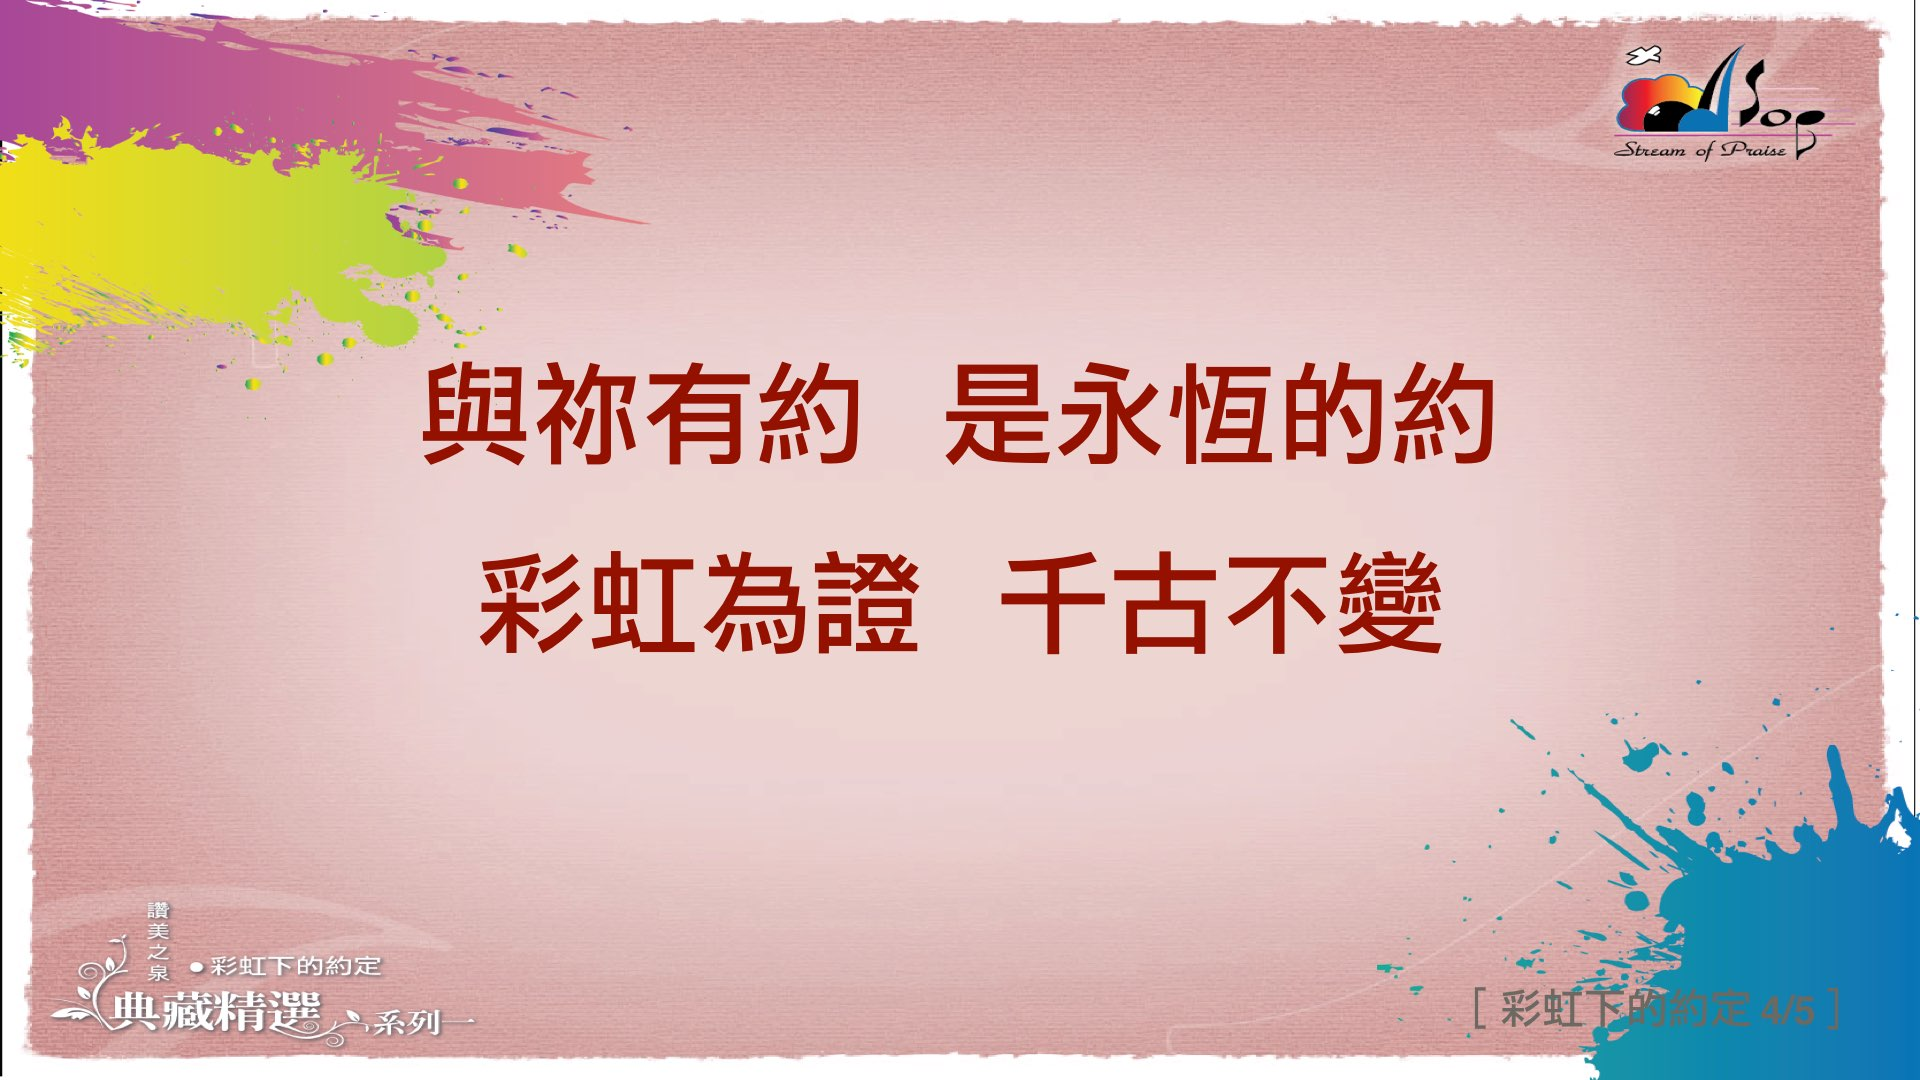 SOP
Stream of Praise
與祢有約 是永恆的約
彩虹為證 千古不變
讚美之泉
•彩虹下的約定
典藏精選 系列一
[ 彩虹下的約定 4/5 ]